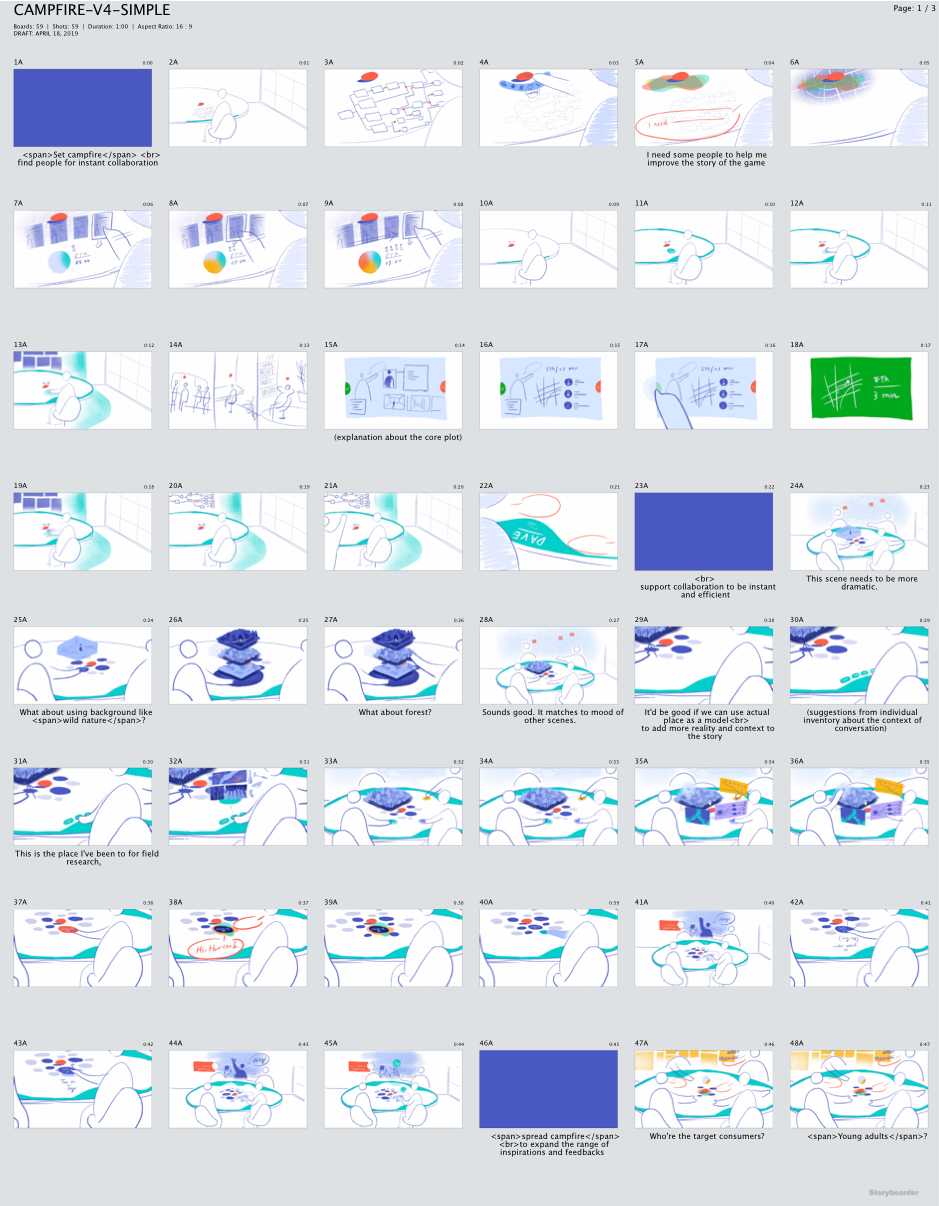 CAMPFIRE-V4-SIMPLE
Page: 1 / 3
Boards: 59 | Shots: 59 | Duration: 1:00 | Aspect Ratio: 16 : 9
DRAFT: APRIL 18, 2019
1A 0:00
2A 0:01
3A 0:02
4A 0:03
5A 0:04
6A 0:05
I need
<span>Set campfire</span> <br>
find people for instant collaboration
I need some people to help me
improve the story of the game
7A 0:06
8A 0:07
9A 0:08
10A 0:09
11A 0:10
12A 0:11
13A 0:12
14A 0:13
15A 0:14
16A 0:15
17A 0:16
18A 0:17
ETA
3 min
(explanation about the core plot)
19A 0:18
20A 0:19
21A 0:20
22A 0:21
23A 0:22
24A 0:23
DAVE
<br>
support collaboration to be instant
and efficient
This scene needs to be more
dramatic.
25A 0:24
26A 0:25
27A 0:26
28A 0:27
29A 0:28
30A 0:29
What about using background like
<span>wild nature</span>?
What about forest?
Sounds good. It matches to mood of
other scenes.
It'd be good if we can use actual
place as a model<br>
to add more reality and context to
the story
(suggestions from individual
inventory about the context of
conversation)
31A 0:30
32A 0:31
33A 0:32
34A 0:33
35A 0:34
36A 0:35
This is the place I've been to for field
research,
37A 0:36
38A 0:37
39A 0:38
40A 0:39
41A 0:40
42A 0:41
43A 0:42
44A 0:43
45A 0:44
46A 0:45
47A 0:46
48A 0:47
<span>spread campfire</span>
<br>to expand the range of
inspirations and feedbacks
Who're the target consumers?
<span>Young adults</span>?
Storyboarder